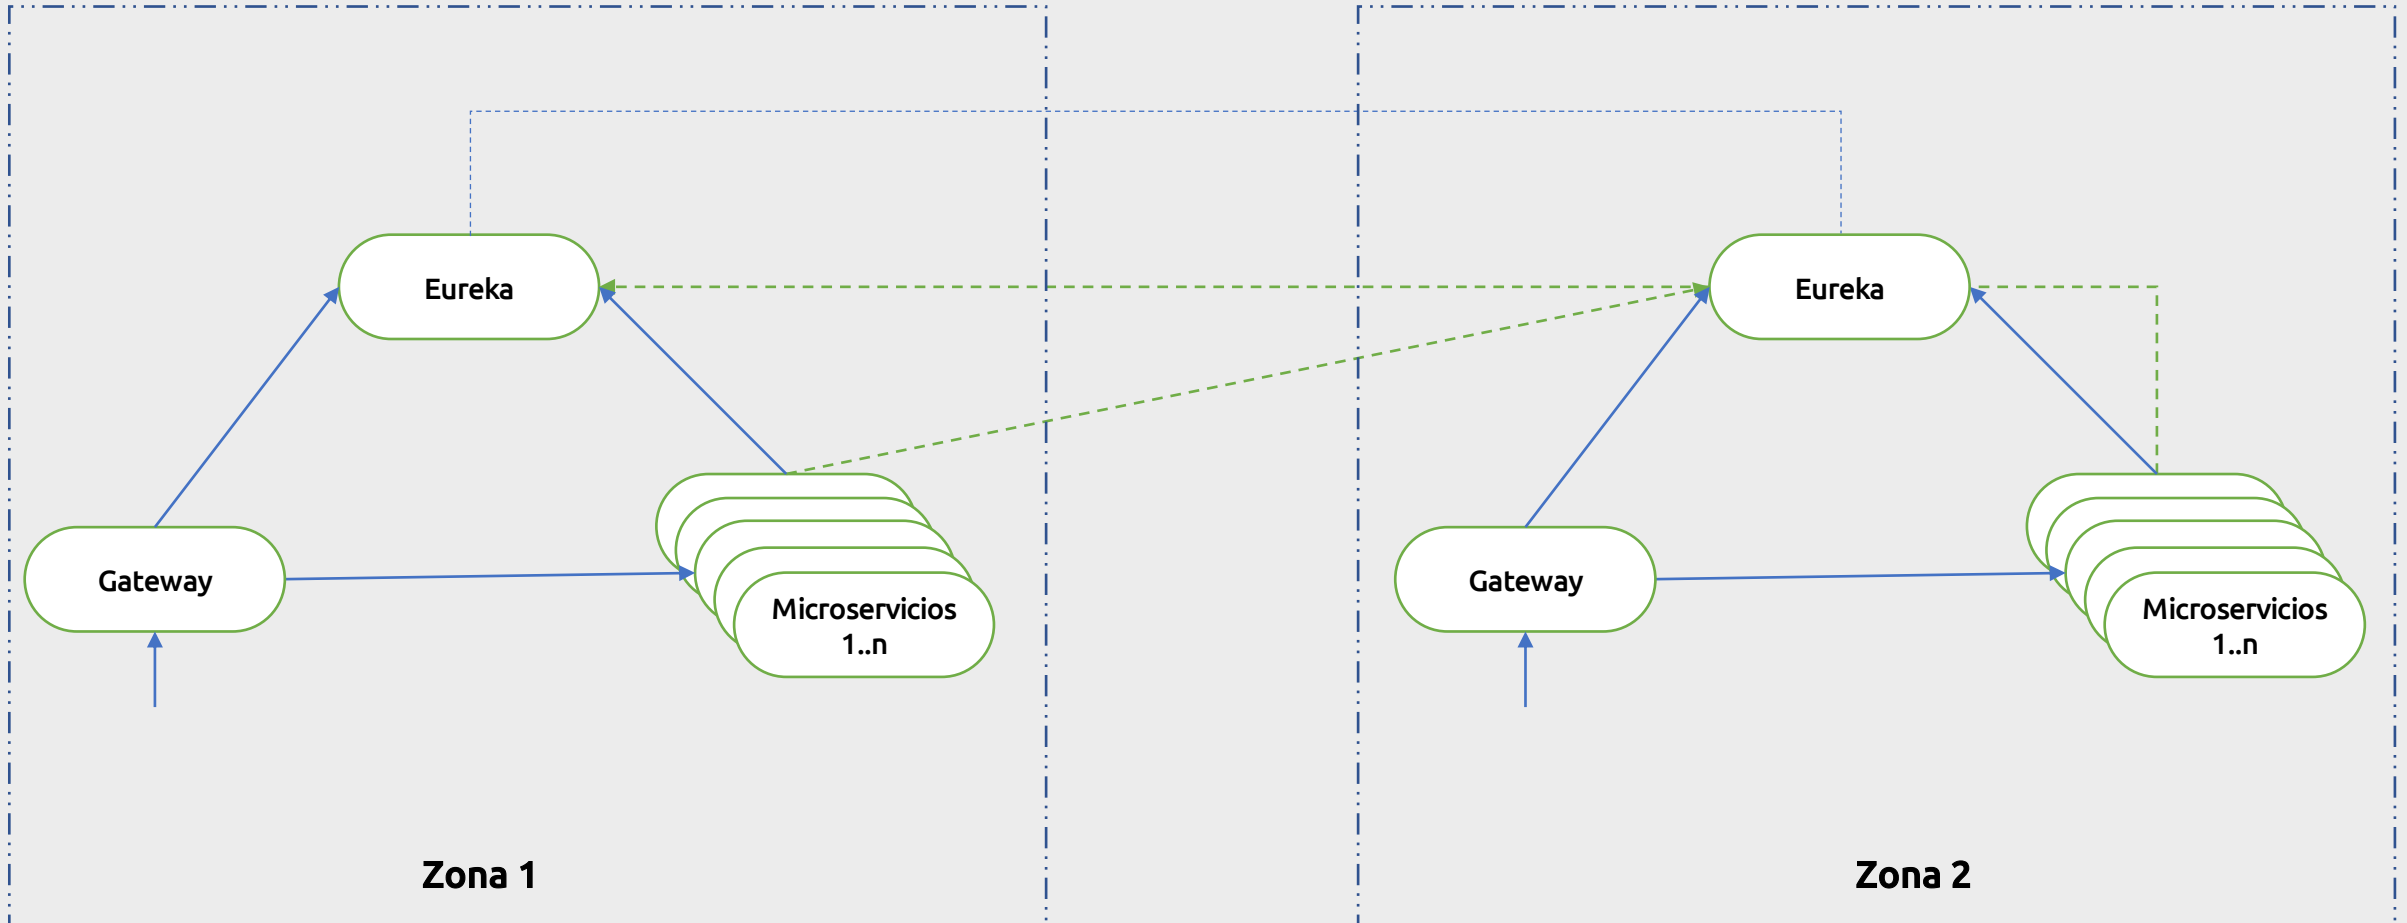 Eureka
Eureka
Gateway
Microservicios
1..n
Gateway
Microservicios
1..n
Zona 1
Zona 2